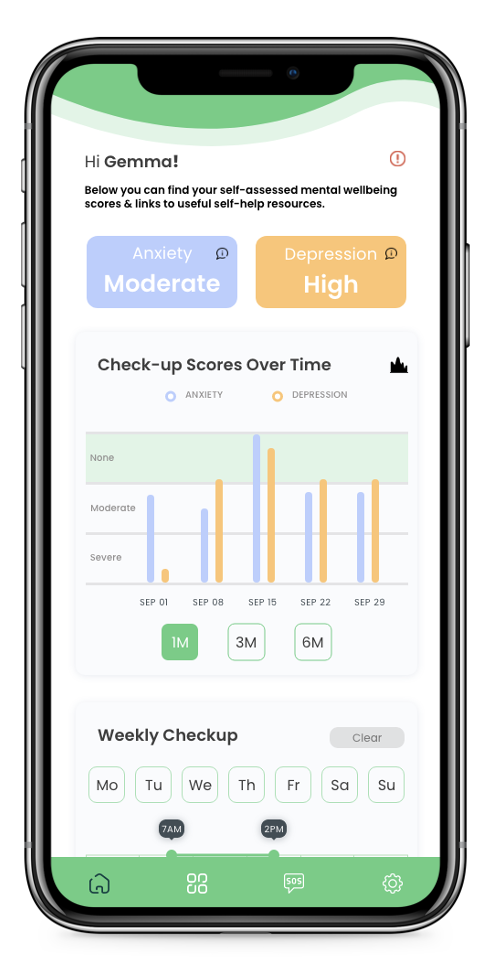 Hi Gemma!
Below you can find your self-assessed mental wellbeing
scores & links to useful self-help resources.
Anxiety
Moderate
Depression
High
Check-up Scores Over Time
ANXIETY
DEPRESSION
None
Moderate
Severe
SEP 01 SEP 08 SEP 15 SEP 22 SEP 29
1M 3M 6M
Weekly Checkup
Clear
Mo Tu We Th Fr Sa Su
7AM 2PM
SOS